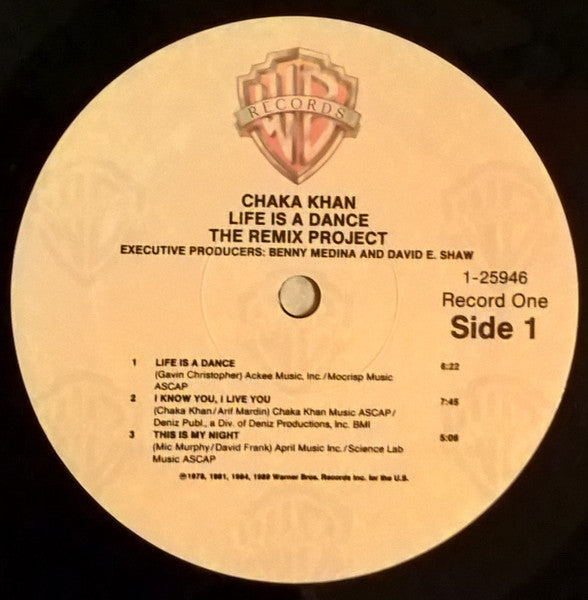 WB
RECORDS
CHAKA KHAN
LIFE IS A DANCE
THE REMIX PROJECT
EXECUTIVE PRODUCERS: BENNY MEDINA AND DAVID E. SHAW
1-25946
Record One
Side 1
1 LIFE IS A DANCE 8:22
(Gavin Christopher) Ackee Music, Inc./Mocrisp Music
ASCAP
2 I KNOW YOU, I LIVE YOU 7:45
(Chaka Khan/Arif Mardin) Chaka Khan Music ASCAP/
Deniz Publ., a Div. of Deniz Productions, Inc. BMI
3 THIS IS MY NIGHT 5:06
(Mic Murphy/David Frank) April Music Inc./Science Lab
Music ASCAP
℗1978, 1981, 1984, 1989 Warner Bros. Records Inc. for the U.S.